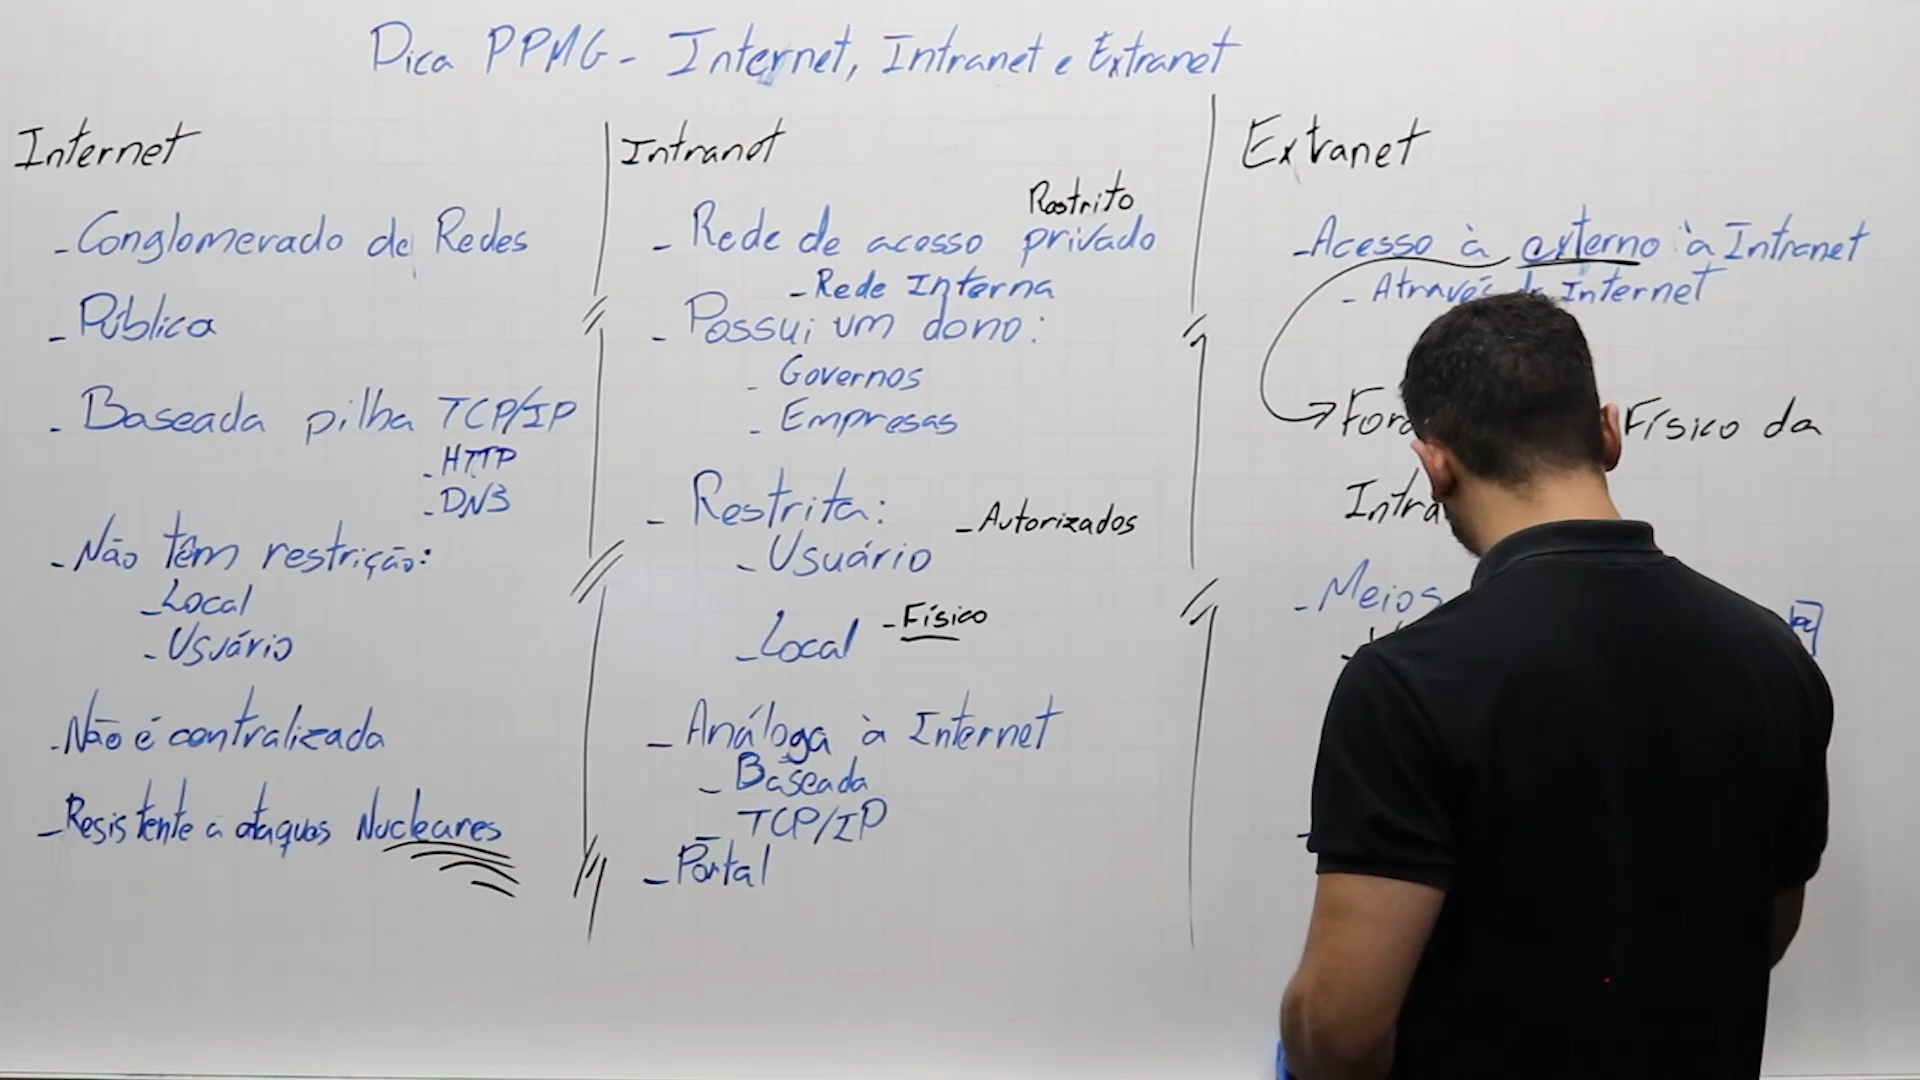 Dica PPMG - Internet, Intranet e Extranet
Internet
- Conglomerado de Redes
- Pública
- Baseada pilha TCP/IP
- HTTP
- DNS
- Não têm restrição:
- Local
- Usuário
- Não é centralizada
- Resistente a ataques Nucleares
Intranet
Restrito
- Rede de acesso privado
- Rede Interna
- Possui um dono:
- Governos
- Empresas
- Restrita:
- Autorizados
- Usuário
- Local - Físico
- Análoga à Internet
- Baseada
- TCP/IP
- Portal
Extranet
- Acesso à externo à Intranet
- Através Internet
Físico da
- Meios